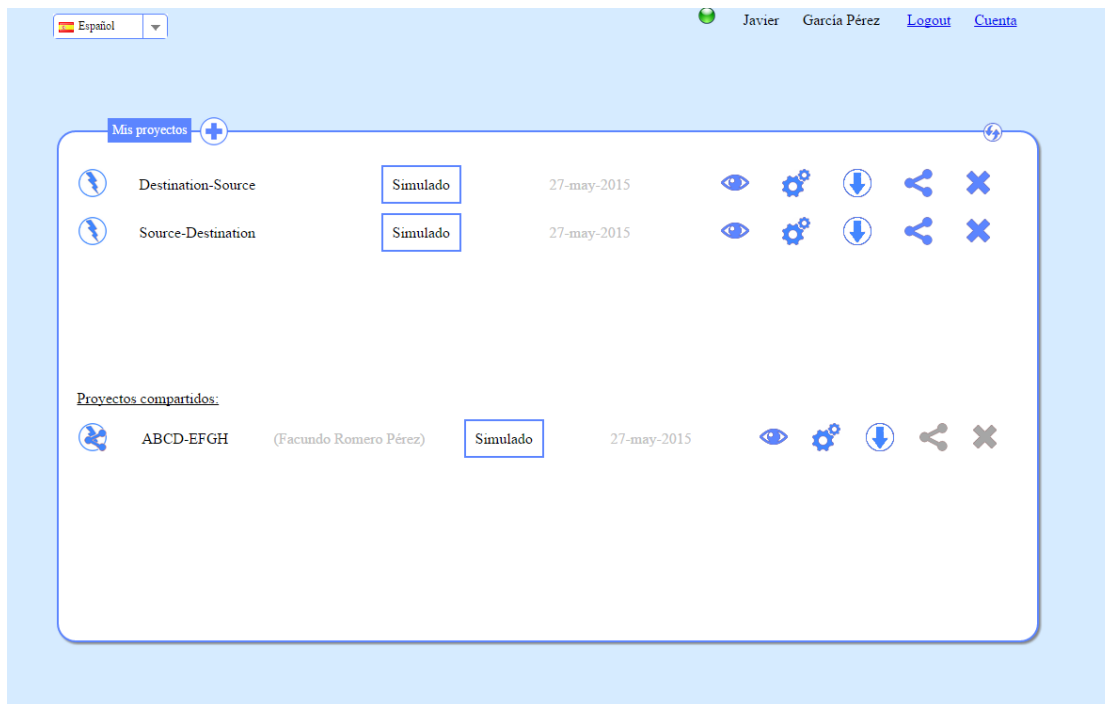 Español
Javier García Pérez Logout Cuenta
Mis proyectos
Destination-Source Simulado 27-may-2015
Source-Destination Simulado 27-may-2015
Proyectos compartidos:
ABCD-EFGH (Facundo Romero Pérez) Simulado 27-may-2015